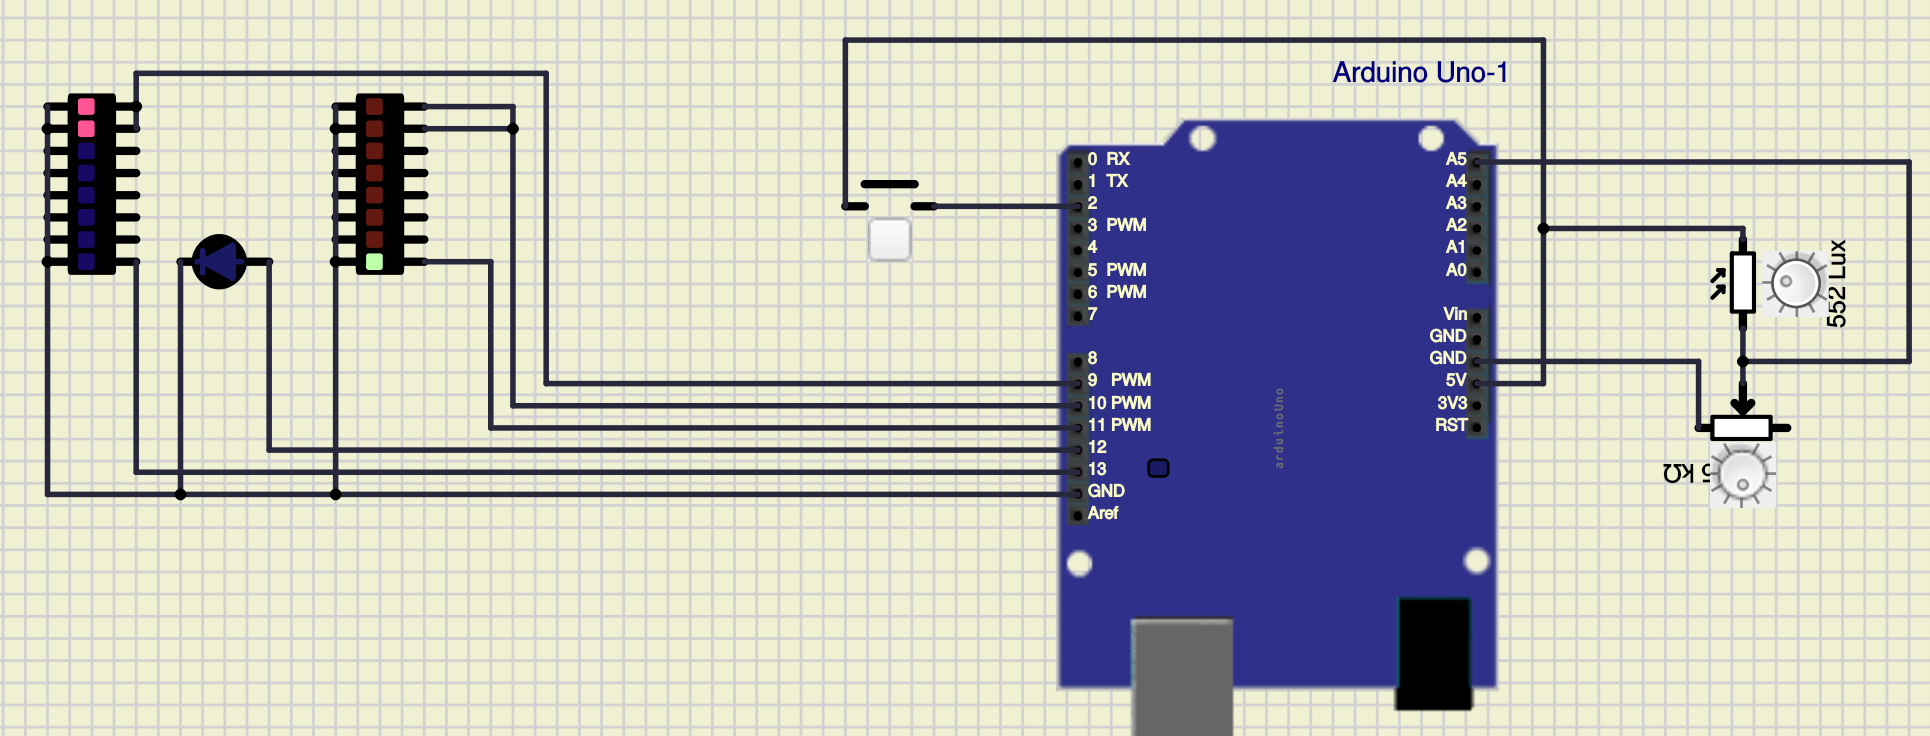 Arduino Uno-1
0 RX
1 TX
2
3 PWM
4
5 PWM
6 PWM
7
8
9 PWM
10 PWM
11 PWM
12
13
GND
Aref
A5
A4
A3
A2
A1
A0
Vin
GND
GND
5V
3V3
RST
arduinoUno
552 Lux
5 kΩ